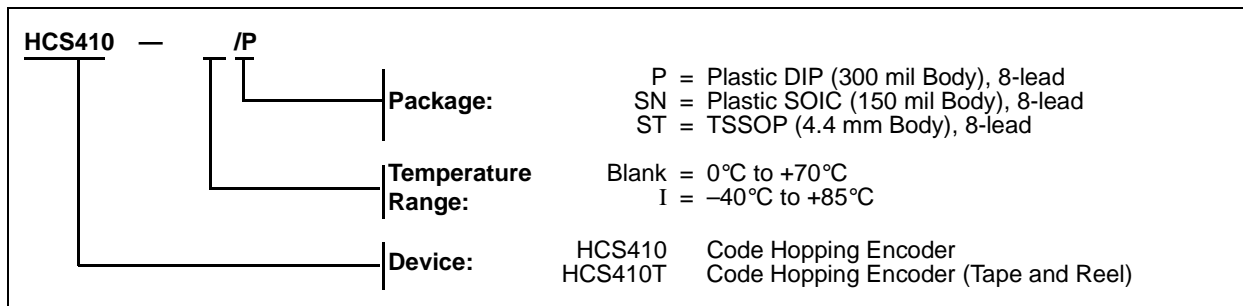 HCS410 — /P
Package:
P = Plastic DIP (300 mil Body), 8-lead
SN = Plastic SOIC (150 mil Body), 8-lead
ST = TSSOP (4.4 mm Body), 8-lead
Temperature
Range:
Blank = 0°C to +70°C
I = –40°C to +85°C
Device:
HCS410 Code Hopping Encoder
HCS410T Code Hopping Encoder (Tape and Reel)